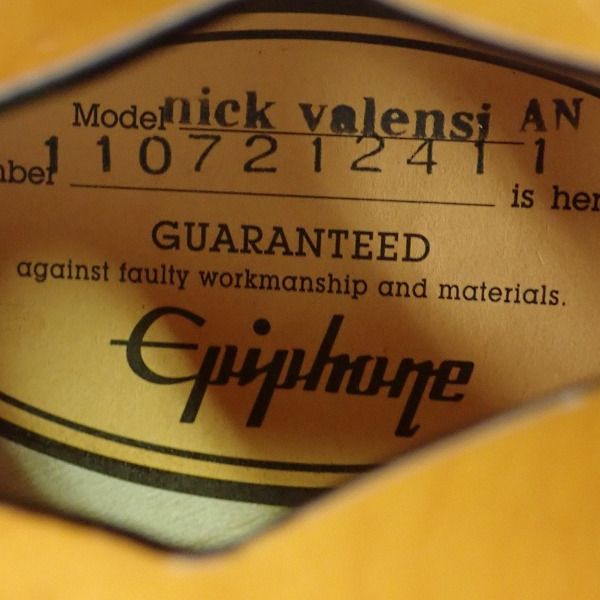 Model nick valensi AN
mber 1107212411
is her
GUARANTEED
against faulty workmanship and materials.
Epiphone